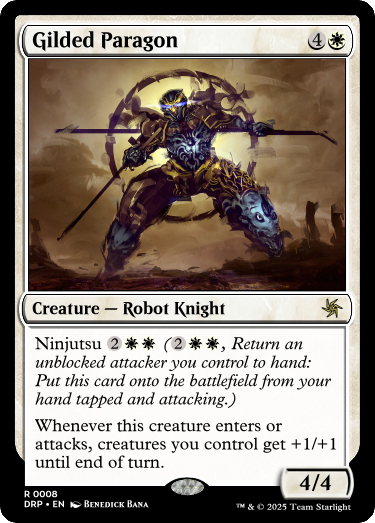 Gilded Paragon 4
Creature — Robot Knight
Ninjutsu 2 (2, Return an
unblocked attacker you control to hand:
Put this card onto the battlefield from your
hand tapped and attacking.)
Whenever this creature enters or
attacks, creatures you control get +1/+1
until end of turn.
4/4
R 0008
DRP • EN Benedick Bana
™ & © 2025 Team Starlight